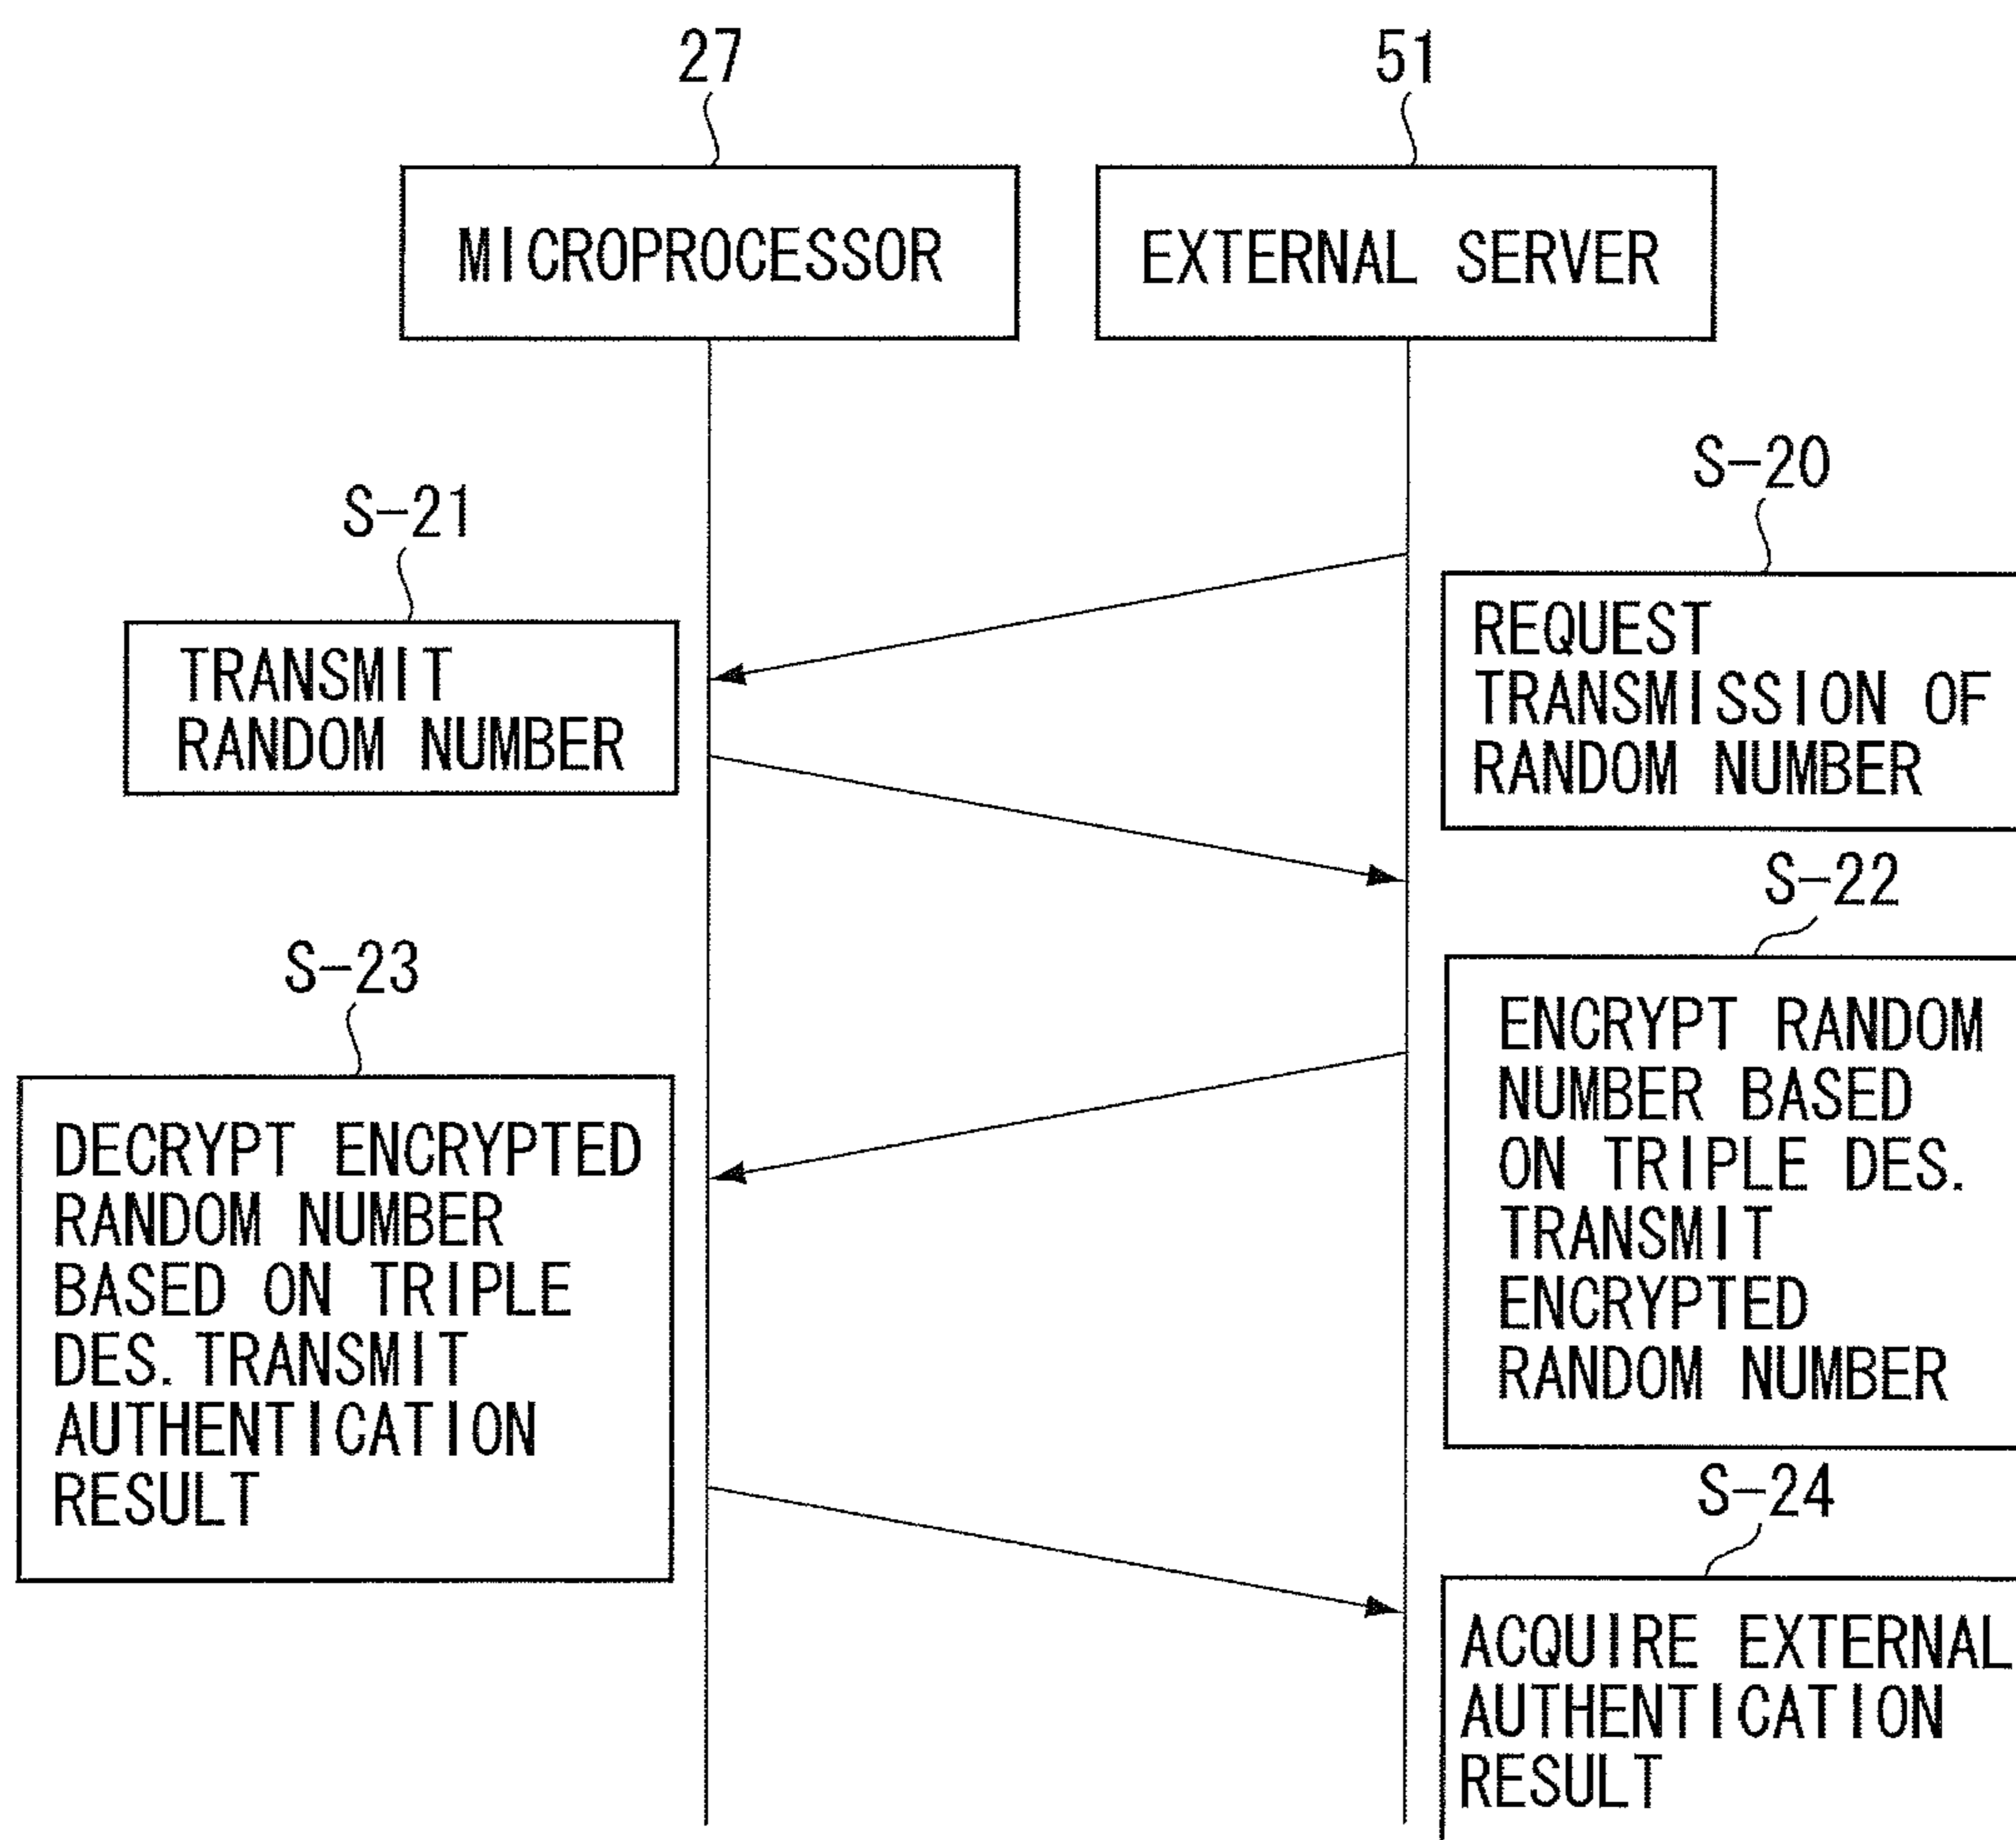 27
51
MICROPROCESSOR
EXTERNAL SERVER
S-20
S-21
REQUEST
TRANSMISSION OF
RANDOM NUMBER
TRANSMIT
RANDOM NUMBER
S-22
S-23
ENCRYPT RANDOM
NUMBER BASED
ON TRIPLE DES.
TRANSMIT
ENCRYPTED
RANDOM NUMBER
DECRYPT ENCRYPTED
RANDOM NUMBER
BASED ON TRIPLE
DES. TRANSMIT
AUTHENTICATION
RESULT
S-24
ACQUIRE EXTERNAL
AUTHENTICATION
RESULT